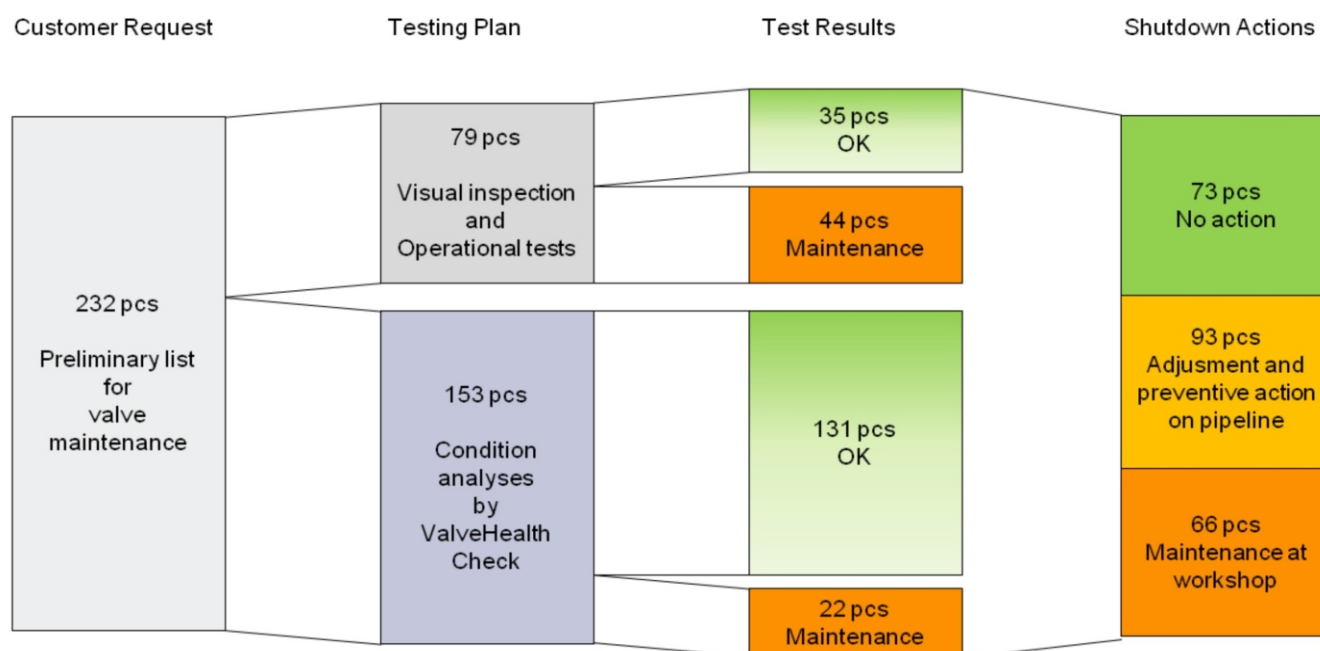 Customer Request
Testing Plan
Test Results
Shutdown Actions
232 pcs
Preliminary list
for
valve
maintenance
79 pcs
Visual inspection
and
Operational tests
153 pcs
Condition
analyses
by
ValveHealth
Check
35 pcs
OK
44 pcs
Maintenance
131 pcs
OK
22 pcs
Maintenance
73 pcs
No action
93 pcs
Adjusment and
preventive action
on pipeline
66 pcs
Maintenance at
workshop